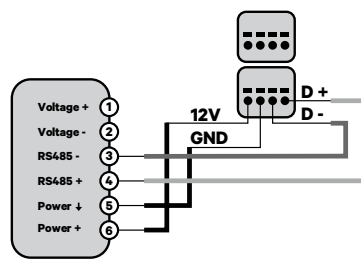 D +
12V
D -
GND
Voltage + 1
Voltage - 2
RS485 - 3
RS485 + 4
Power ↓ 5
Power + 6